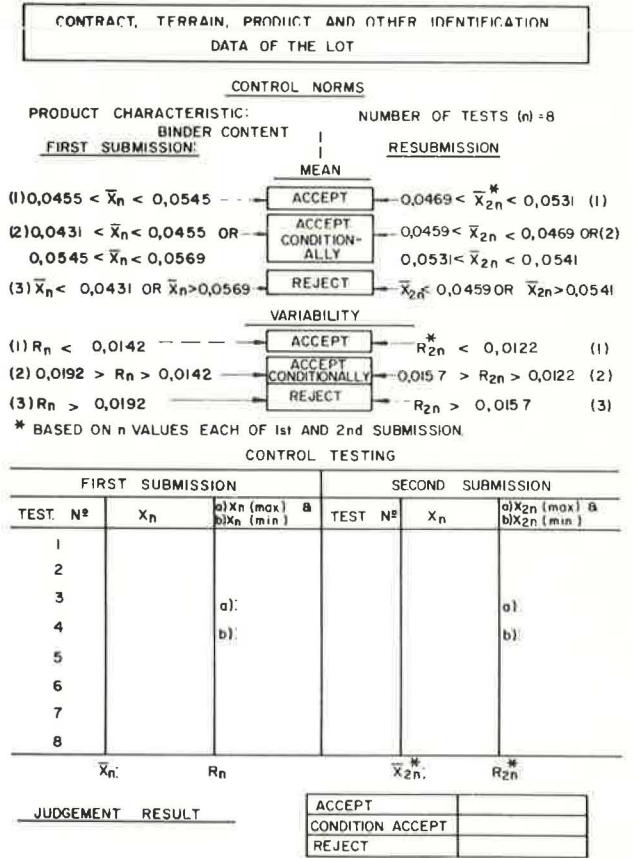 CONTRACT, TERRAIN, PRODUCT AND OTHER IDENTIFICATION
DATA OF THE LOT
CONTROL NORMS
PRODUCT CHARACTERISTIC: NUMBER OF TESTS (n) =8
BINDER CONTENT
FIRST SUBMISSION: RESUBMISSION
MEAN
(1) 0,0455 < X̄n < 0,0545 ACCEPT 0,0469 < X̄2n* < 0,0531 (1)
(2) 0,0431 < X̄n < 0,0455 OR ACCEPT CONDITION-ALLY 0,0459 < X̄2n < 0,0469 OR(2)
0,0545 < X̄n < 0,0569 0,0531 < X̄2n < 0,0541
(3) X̄n < 0,0431 OR X̄n > 0,0569 REJECT X̄2n < 0,0459 OR X̄2n > 0,0541
VARIABILITY
(1) Rn < 0,0142 ACCEPT R2n* < 0,0122 (1)
(2) 0,0192 > Rn > 0,0142 ACCEPT CONDITIONALLY 0,0157 > R2n > 0,0122 (2)
(3) Rn > 0,0192 REJECT R2n > 0,0157 (3)
* BASED ON n VALUES EACH OF 1st AND 2nd SUBMISSION.
CONTROL TESTING
FIRST SUBMISSION SECOND SUBMISSION
TEST. Nº Xn a)Xn (max) & b)Xn (min) TEST Nº Xn a)X2n (max) & b)X2n (min)
1
2
3
a): a)
4
b): b):
5
6
7
8
X̄n: Rn X̄2n*: R2n*
JUDGEMENT RESULT
ACCEPT
CONDITION ACCEPT
REJECT